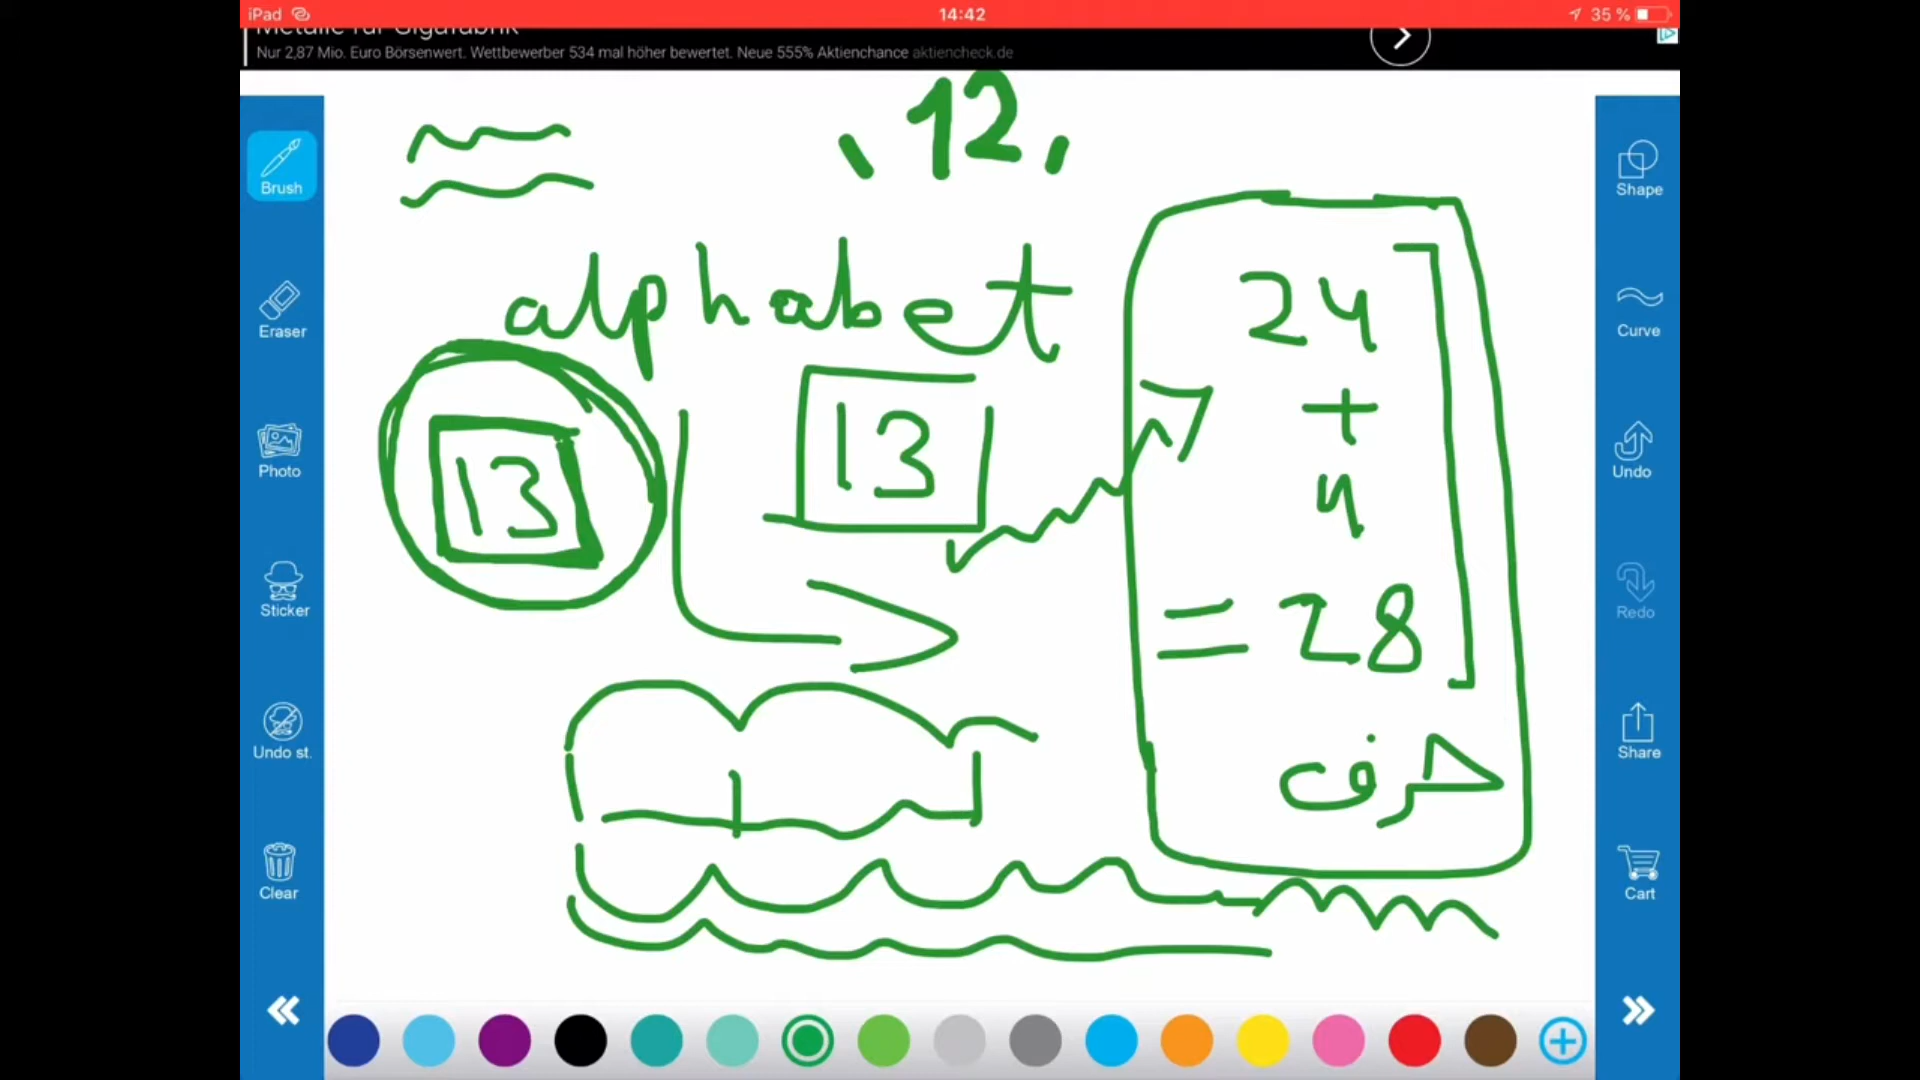 iPad 14:42 35 %
Nur 2,87 Mio. Euro Börsenwert. Wettbewerber 534 mal höher bewertet. Neue 555% Aktienchance aktiencheck.de
12
alphabet
13
13
24
+
4
= 28
حرف
Brush
Eraser
Photo
Sticker
Undo st.
Clear
Shape
Curve
Undo
Redo
Share
Cart